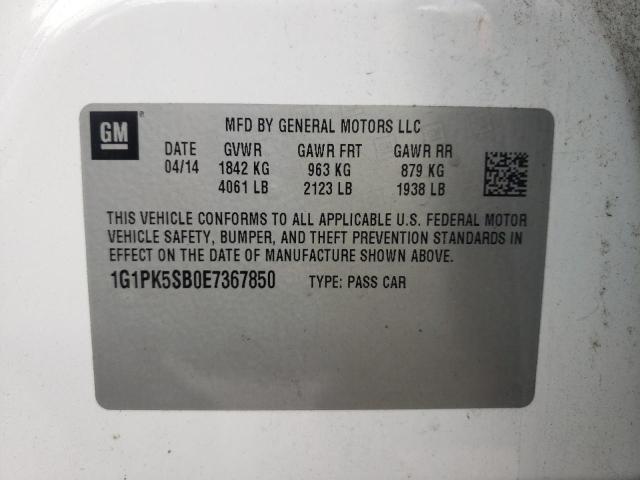 GM
MFD BY GENERAL MOTORS LLC
DATE GVWR GAWR FRT GAWR RR
04/14 1842 KG 963 KG 879 KG
4061 LB 2123 LB 1938 LB
THIS VEHICLE CONFORMS TO ALL APPLICABLE U.S. FEDERAL MOTOR
VEHICLE SAFETY, BUMPER, AND THEFT PREVENTION STANDARDS IN
EFFECT ON THE DATE OF MANUFACTURE SHOWN ABOVE.
1G1PK5SB0E7367850 TYPE: PASS CAR